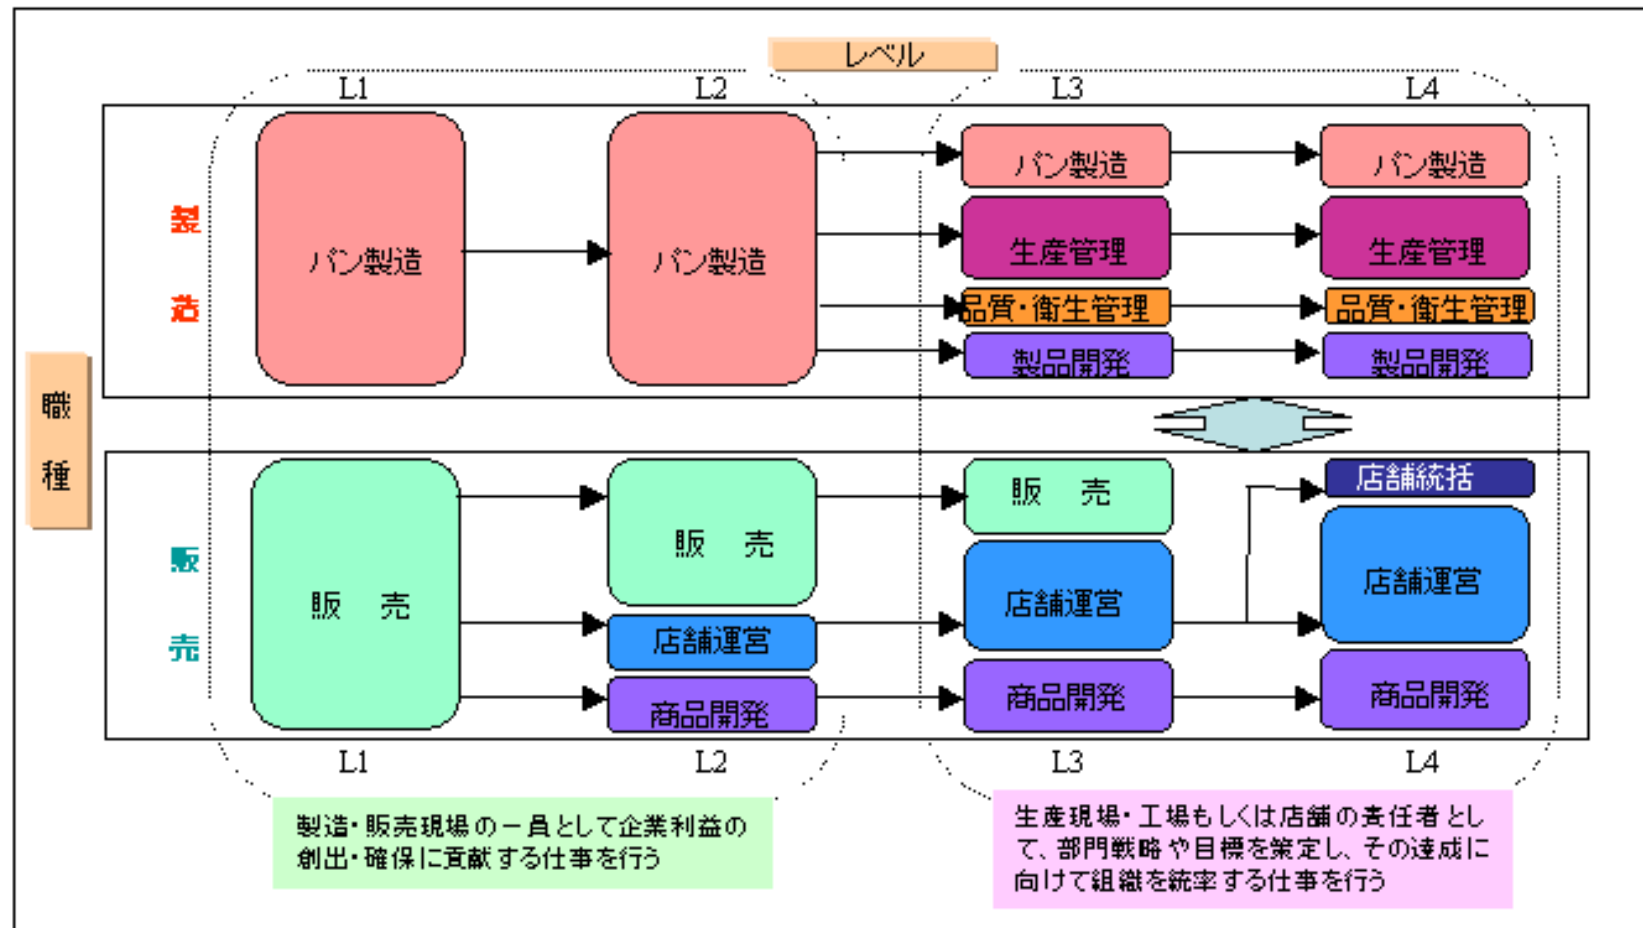 レベル
L1
L2
L3
L4
職種
製造
パン製造
パン製造
パン製造
パン製造
生産管理
生産管理
品質・衛生管理
品質・衛生管理
製品開発
製品開発
販売
販　売
販　売
販　売
店舗統括
店舗運営
店舗運営
店舗運営
商品開発
商品開発
商品開発
L1
L2
L3
L4
製造・販売現場の一員として企業利益の
創出・確保に貢献する仕事を行う
生産現場・工場もしくは店舗の責任者とし
て、部門戦略や目標を策定し、その達成に
向けて組織を統率する仕事を行う